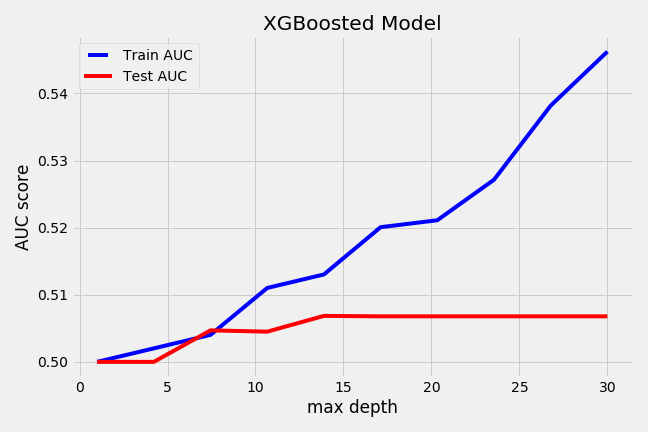 XGBoosted Model
Train AUC
Test AUC
AUC score
0.54
0.53
0.52
0.51
0.50
0 5 10 15 20 25 30
max depth